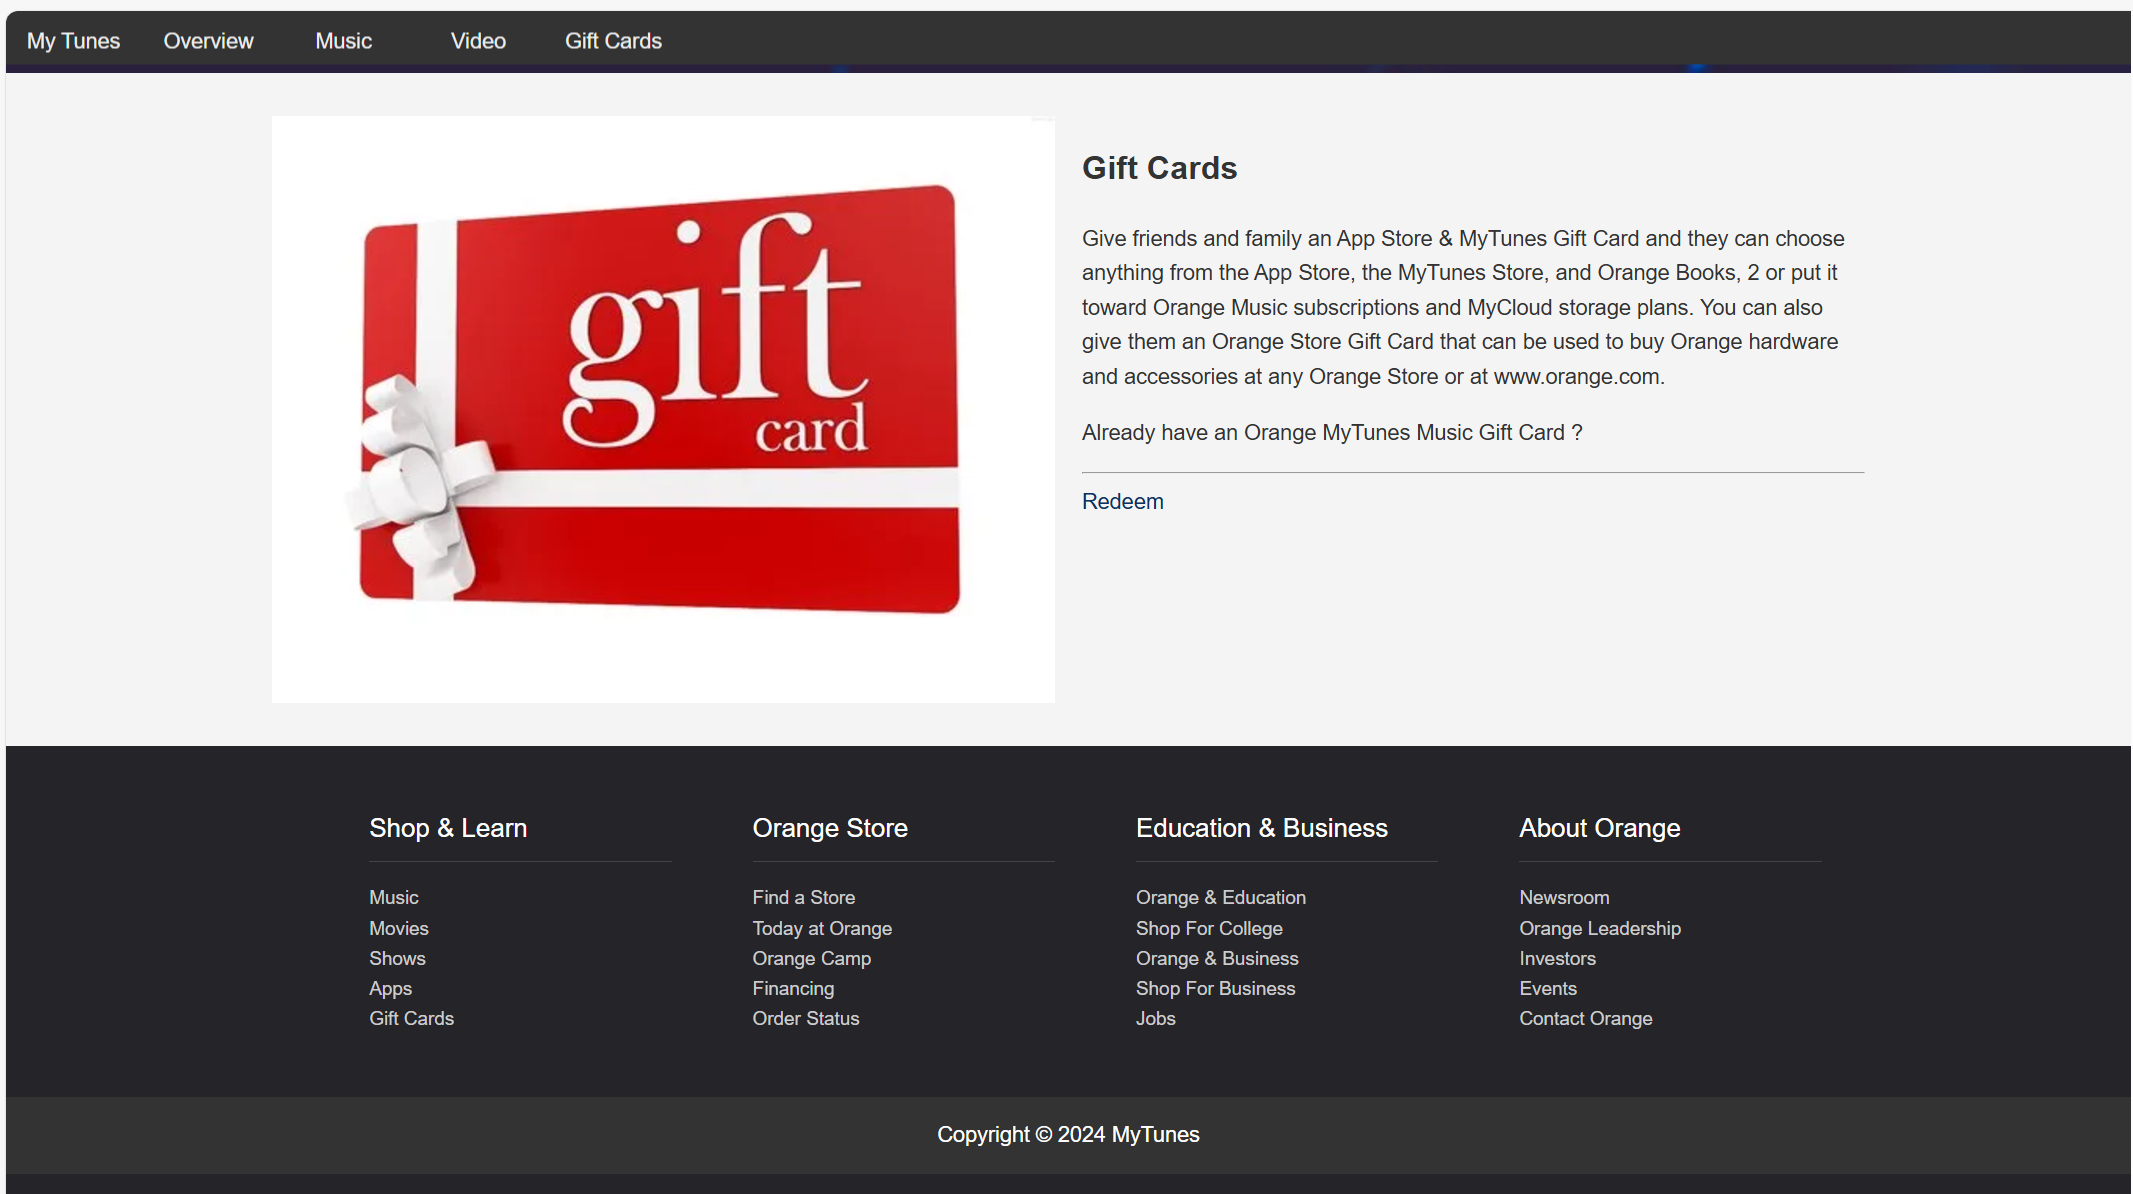 My Tunes Overview Music Video Gift Cards
gift
card
Gift Cards
Give friends and family an App Store & MyTunes Gift Card and they can choose
anything from the App Store, the MyTunes Store, and Orange Books, 2 or put it
toward Orange Music subscriptions and MyCloud storage plans. You can also
give them an Orange Store Gift Card that can be used to buy Orange hardware
and accessories at any Orange Store or at www.orange.com.
Already have an Orange MyTunes Music Gift Card ?
Redeem
Shop & Learn
Music
Movies
Shows
Apps
Gift Cards
Orange Store
Find a Store
Today at Orange
Orange Camp
Financing
Order Status
Education & Business
Orange & Education
Shop For College
Orange & Business
Shop For Business
Jobs
About Orange
Newsroom
Orange Leadership
Investors
Events
Contact Orange
Copyright © 2024 MyTunes